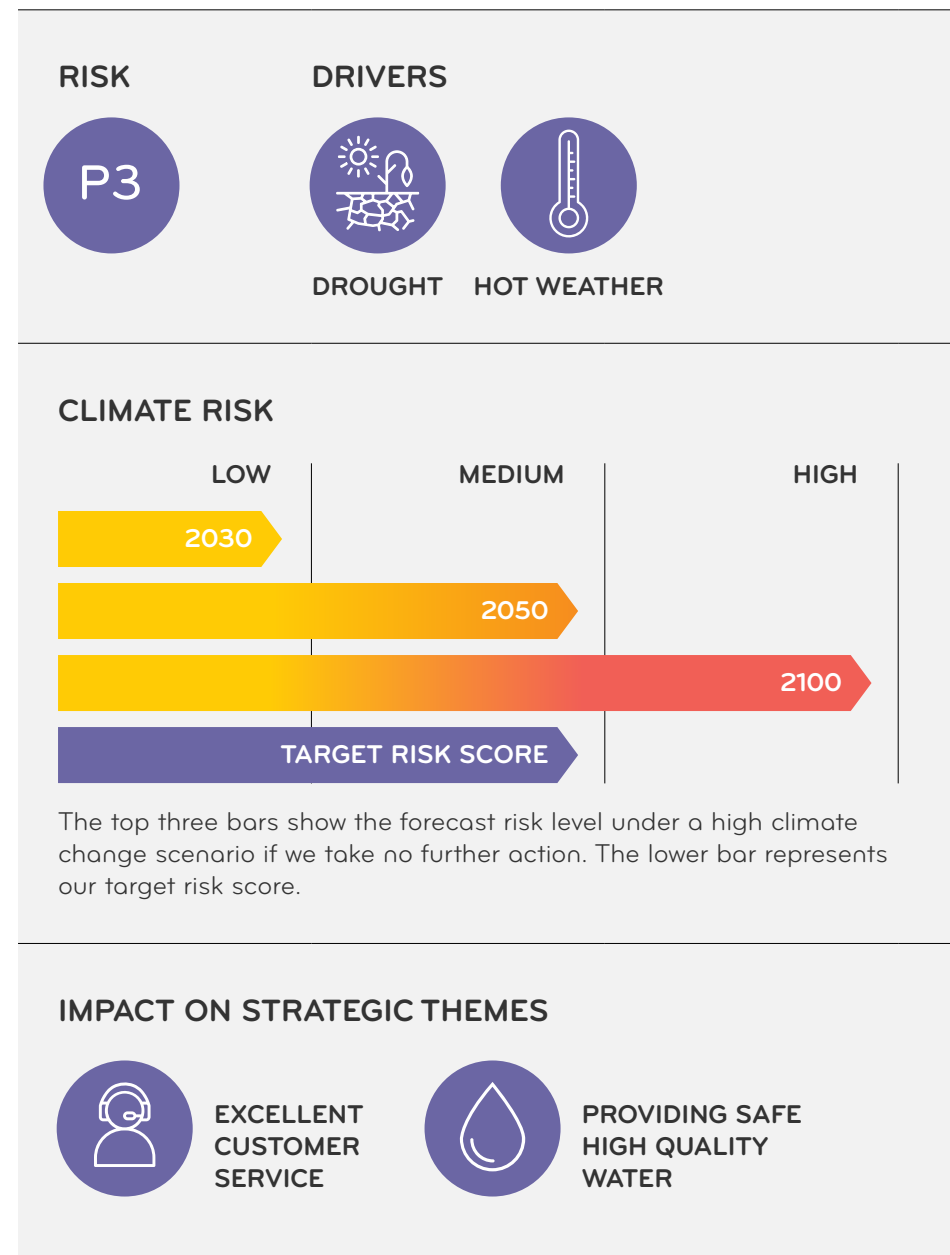 RISK
DRIVERS
P3
DROUGHT
HOT WEATHER
CLIMATE RISK
LOW
MEDIUM
HIGH
2030
2050
2100
TARGET RISK SCORE
The top three bars show the forecast risk level under a high climate
change scenario if we take no further action. The lower bar represents
our target risk score.
IMPACT ON STRATEGIC THEMES
EXCELLENT
CUSTOMER
SERVICE
PROVIDING SAFE
HIGH QUALITY
WATER